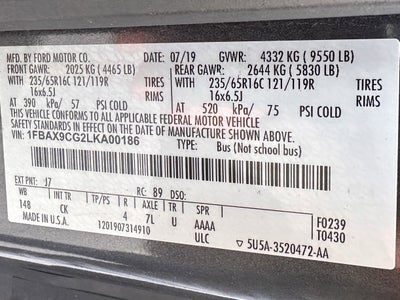 MFD. BY FORD MOTOR CO. 07/19 GVWR: 4332 KG (9550 LB)
FRONT GAWR: 2025 KG (4465 LB) REAR GAWR: 2644 KG (5830 LB)
235/65R16C 121/119R TIRES 235/65R16C 121/119R TIRES
16x6.5J RIMS 16x6.5J RIMS
AT 390 kPa/ 57 PSI COLD AT 520 kPa/ 75 PSI COLD
THIS VEHICLE CONFORMS TO ALL APPLICABLE FEDERAL MOTOR VEHICLE
SAFETY STANDARDS IN EFFECT ON THE DATE OF MANUFACTURE SHOWN ABOVE.
VIN: 1FBAX9CG2LKA00186 TYPE: Bus (Not school bus)
EXT PNT: J7 RC: 89 DSO:
WB INT TR TP/PS R AXLE TR SPR
148 CK 4 7L U AAAA F0239
MADE IN U.S.A. ULC T0430
1201907314910 5U5A-3520472-AA